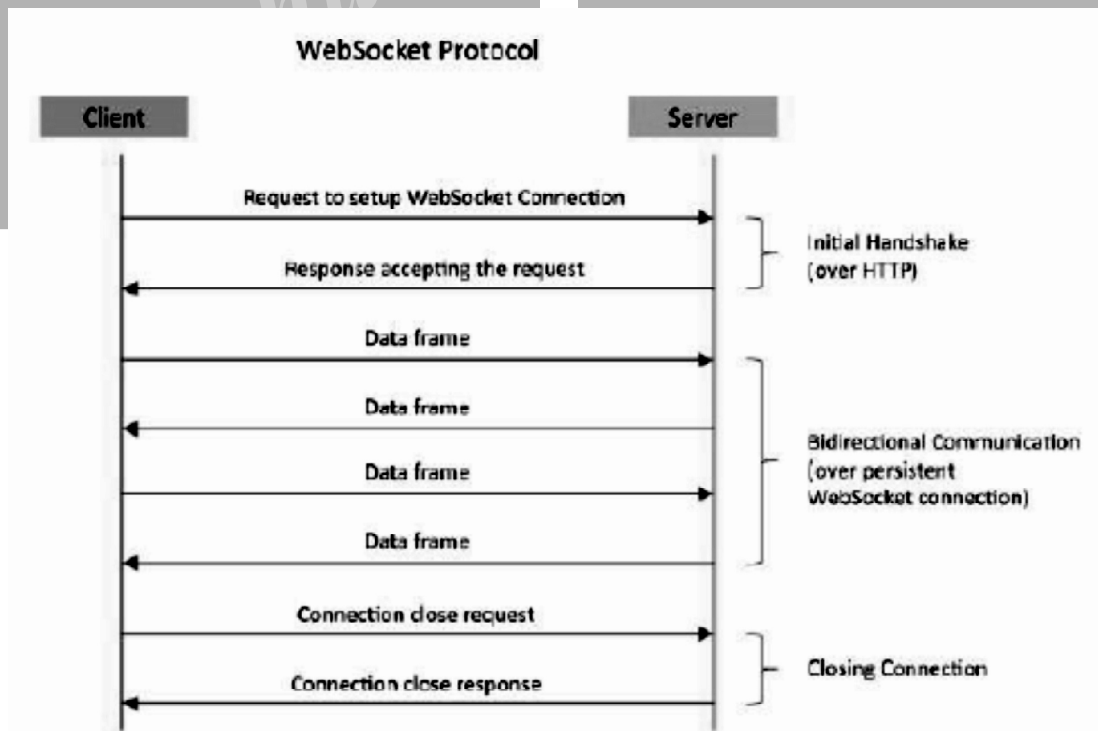 WebSocket Protocol
Client
Server
Request to setup WebSocket Connection
Response accepting the request
Initial Handshake
(over HTTP)
Data frame
Data frame
Data frame
Data frame
Bidirectional Communication
(over persistent
WebSocket connection)
Connection close request
Connection close response
Closing Connection